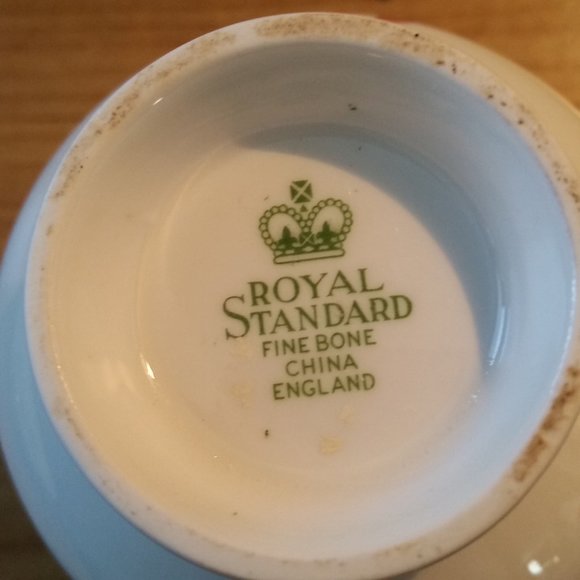 ROYAL
STANDARD
FINE BONE
CHINA
ENGLAND